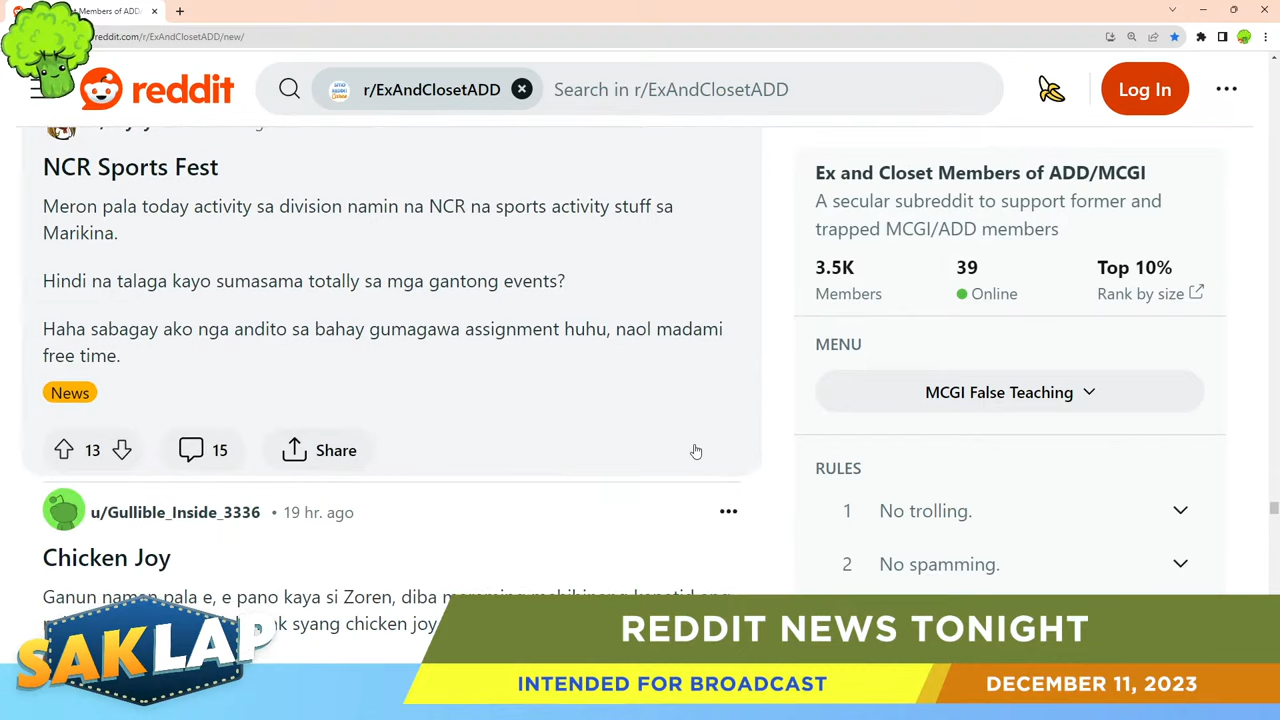 Members of ADD/
reddit.com/r/ExAndClosetADD/new/
reddit
r/ExAndClosetADD
Search in r/ExAndClosetADD
Log In
NCR Sports Fest
Meron pala today activity sa division namin na NCR na sports activity stuff sa
Marikina.
Hindi na talaga kayo sumasama totally sa mga gantong events?
Haha sabagay ako nga andito sa bahay gumagawa assignment huhu, naol madami
free time.
News
13
15
Share
u/Gullible_Inside_3336 • 19 hr. ago
Chicken Joy
Ganun naman pala e, e pano kaya si Zoren, diba
syang chicken joy
Ex and Closet Members of ADD/MCGI
A secular subreddit to support former and
trapped MCGI/ADD members
3.5K 39 Top 10%
Members Online Rank by size
MENU
MCGI False Teaching
RULES
1 No trolling.
2 No spamming.
SAKLAP
REDDIT NEWS TONIGHT
INTENDED FOR BROADCAST
DECEMBER 11, 2023